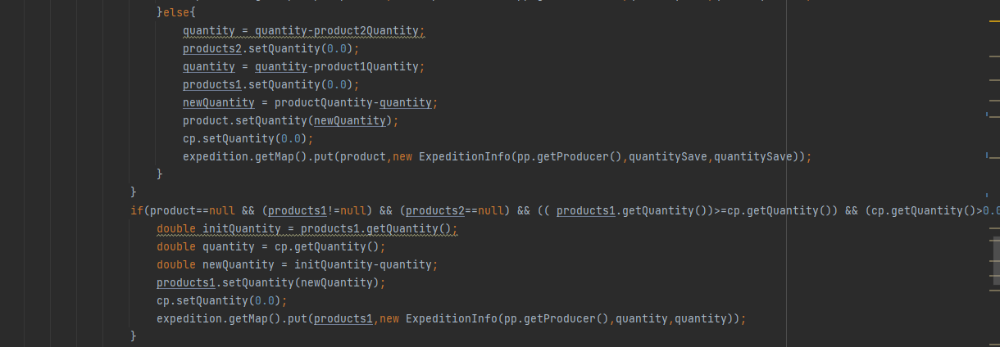 }else{
quantity = quantity-product2Quantity;
products2.setQuantity(0.0);
quantity = quantity-product1Quantity;
products1.setQuantity(0.0);
newQuantity = productQuantity-quantity;
product.setQuantity(newQuantity);
cp.setQuantity(0.0);
expedition.getMap().put(product,new ExpeditionInfo(pp.getProducer(),quantitySave,quantitySave));
}
}
if(product==null && (products1!=null) && (products2==null) && (( products1.getQuantity())>=cp.getQuantity()) && (cp.getQuantity()>0.0
double initQuantity = products1.getQuantity();
double quantity = cp.getQuantity();
double newQuantity = initQuantity-quantity;
products1.setQuantity(newQuantity);
cp.setQuantity(0.0);
expedition.getMap().put(products1,new ExpeditionInfo(pp.getProducer(),quantity,quantity));
}